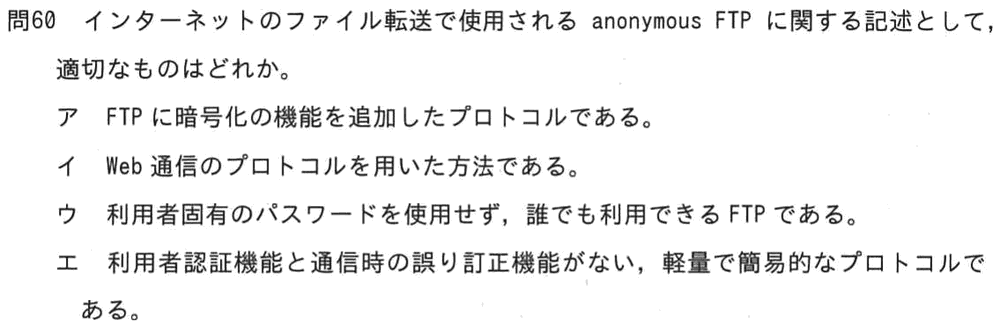 問60 インターネットのファイル転送で使用される anonymous FTP に関する記述として，
適切なものはどれか。
ア FTP に暗号化の機能を追加したプロトコルである。
イ Web 通信のプロトコルを用いた方法である。
ウ 利用者固有のパスワードを使用せず，誰でも利用できる FTP である。
エ 利用者認証機能と通信時の誤り訂正機能がない，軽量で簡易的なプロトコルで
ある。